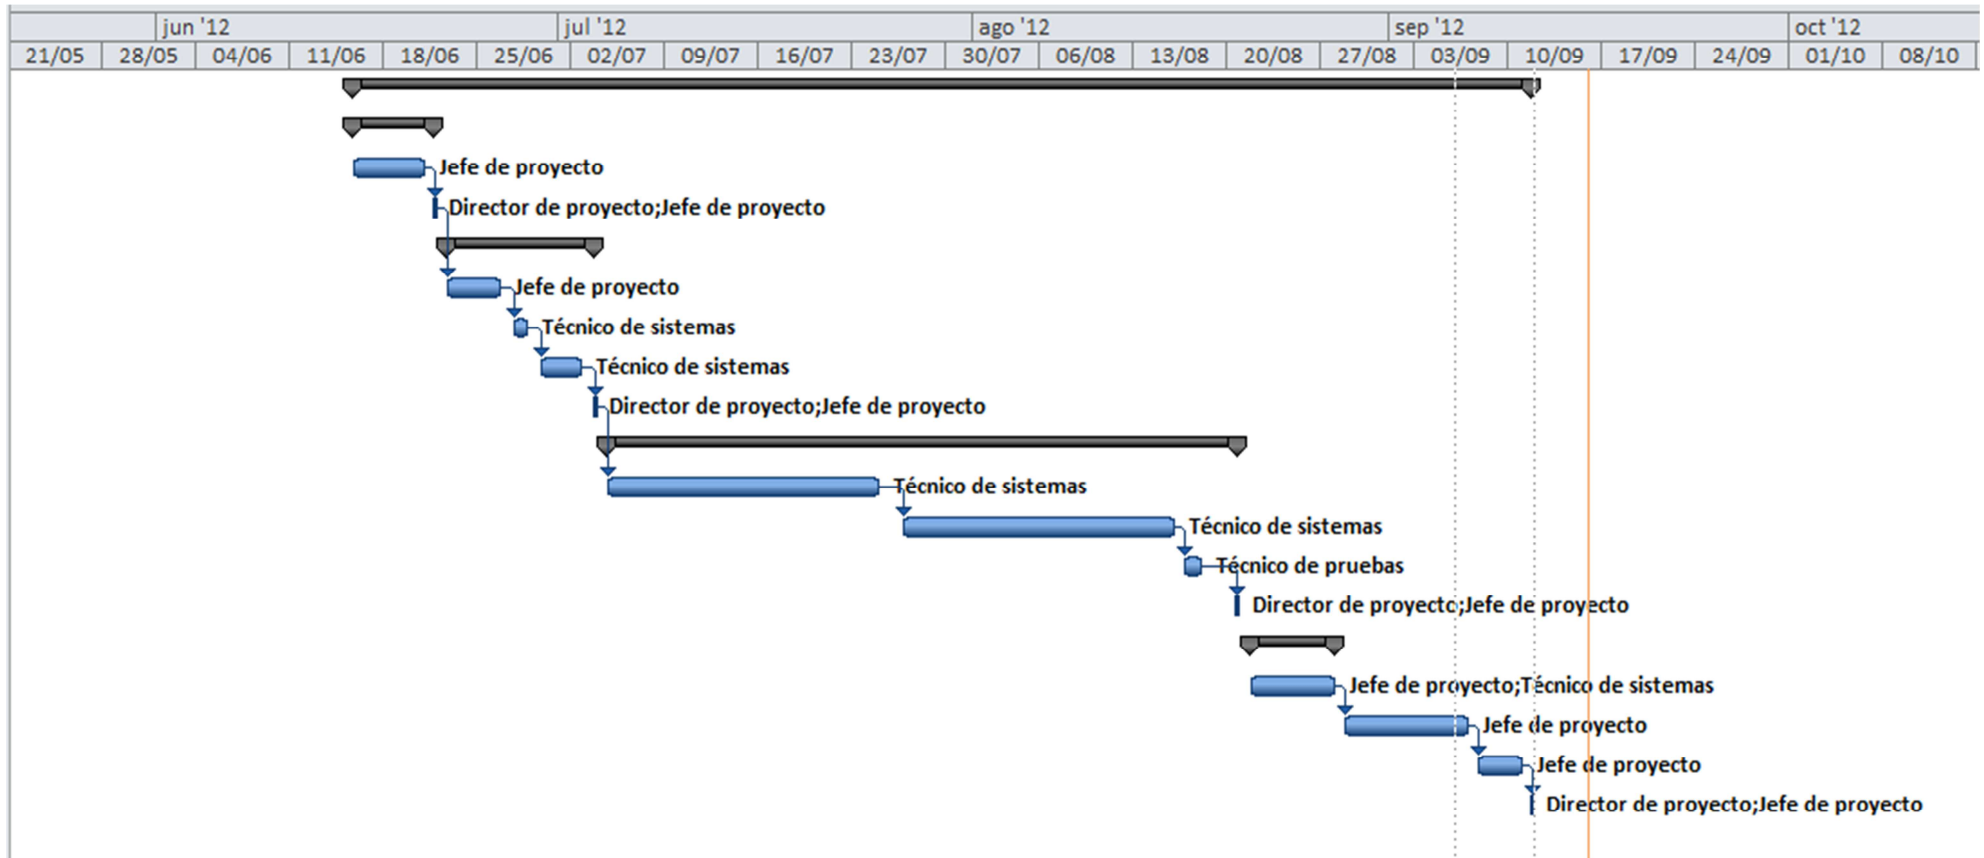 jun '12 jul '12 ago '12 sep '12 oct '12
21/05 28/05 04/06 11/06 18/06 25/06 02/07 09/07 16/07 23/07 30/07 06/08 13/08 20/08 27/08 03/09 10/09 17/09 24/09 01/10 08/10
Jefe de proyecto
Director de proyecto;Jefe de proyecto
Jefe de proyecto
Técnico de sistemas
Técnico de sistemas
Director de proyecto;Jefe de proyecto
Técnico de sistemas
Técnico de sistemas
Técnico de pruebas
Director de proyecto;Jefe de proyecto
Jefe de proyecto;Técnico de sistemas
Jefe de proyecto
Jefe de proyecto
Director de proyecto;Jefe de proyecto